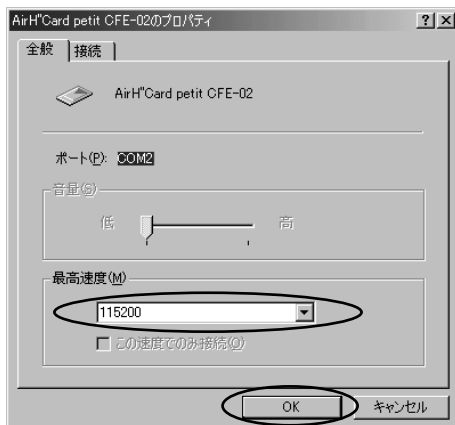 AirH"Card petit CFE-02のプロパティ
全般 接続
AirH"Card petit CFE-02
ポート(P): COM2
音量(S)
低 高
最高速度(M)
115200
この速度でのみ接続(O)
OK キャンセル